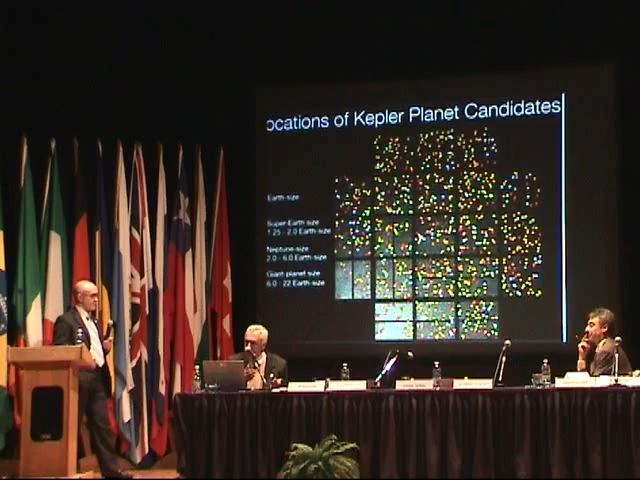 ocations of Kepler Planet Candidates
Earth-size
Super-Earth size
1.25 - 2.0 Earth-size
Neptune-size
2.0 - 6.0 Earth-size
Giant-planet size
6.0 - 22 Earth-size